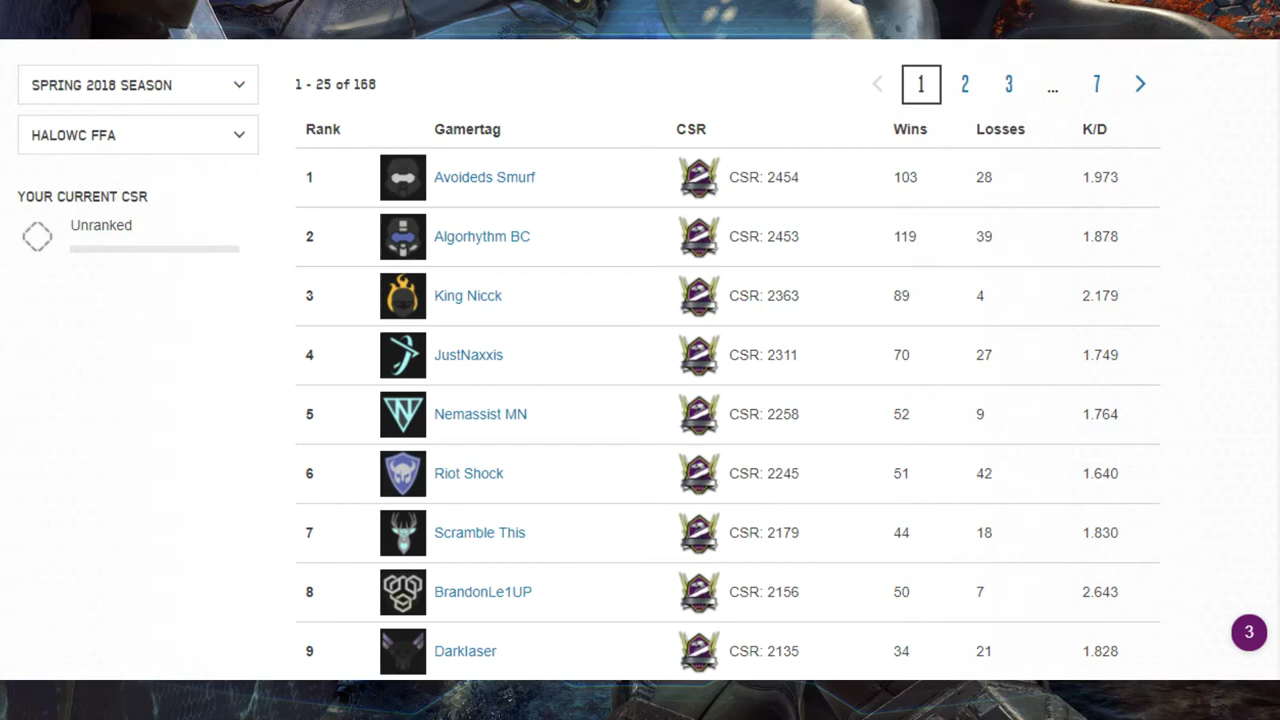 SPRING 2018 SEASON
HALOWC FFA
YOUR CURRENT CSR
Unranked
1 - 25 of 168
1 2 3 ... 7
Rank Gamertag CSR Wins Losses K/D
1 Avoideds Smurf CSR: 2454 103 28 1.973
2 Algorhythm BC CSR: 2453 119 39 1.878
3 King Nicck CSR: 2363 89 4 2.179
4 JustNaxxis CSR: 2311 70 27 1.749
5 Nemassist MN CSR: 2258 52 9 1.764
6 Riot Shock CSR: 2245 51 42 1.640
7 Scramble This CSR: 2179 44 18 1.830
8 BrandonLe1UP CSR: 2156 50 7 2.643
9 Darklaser CSR: 2135 34 21 1.828
3